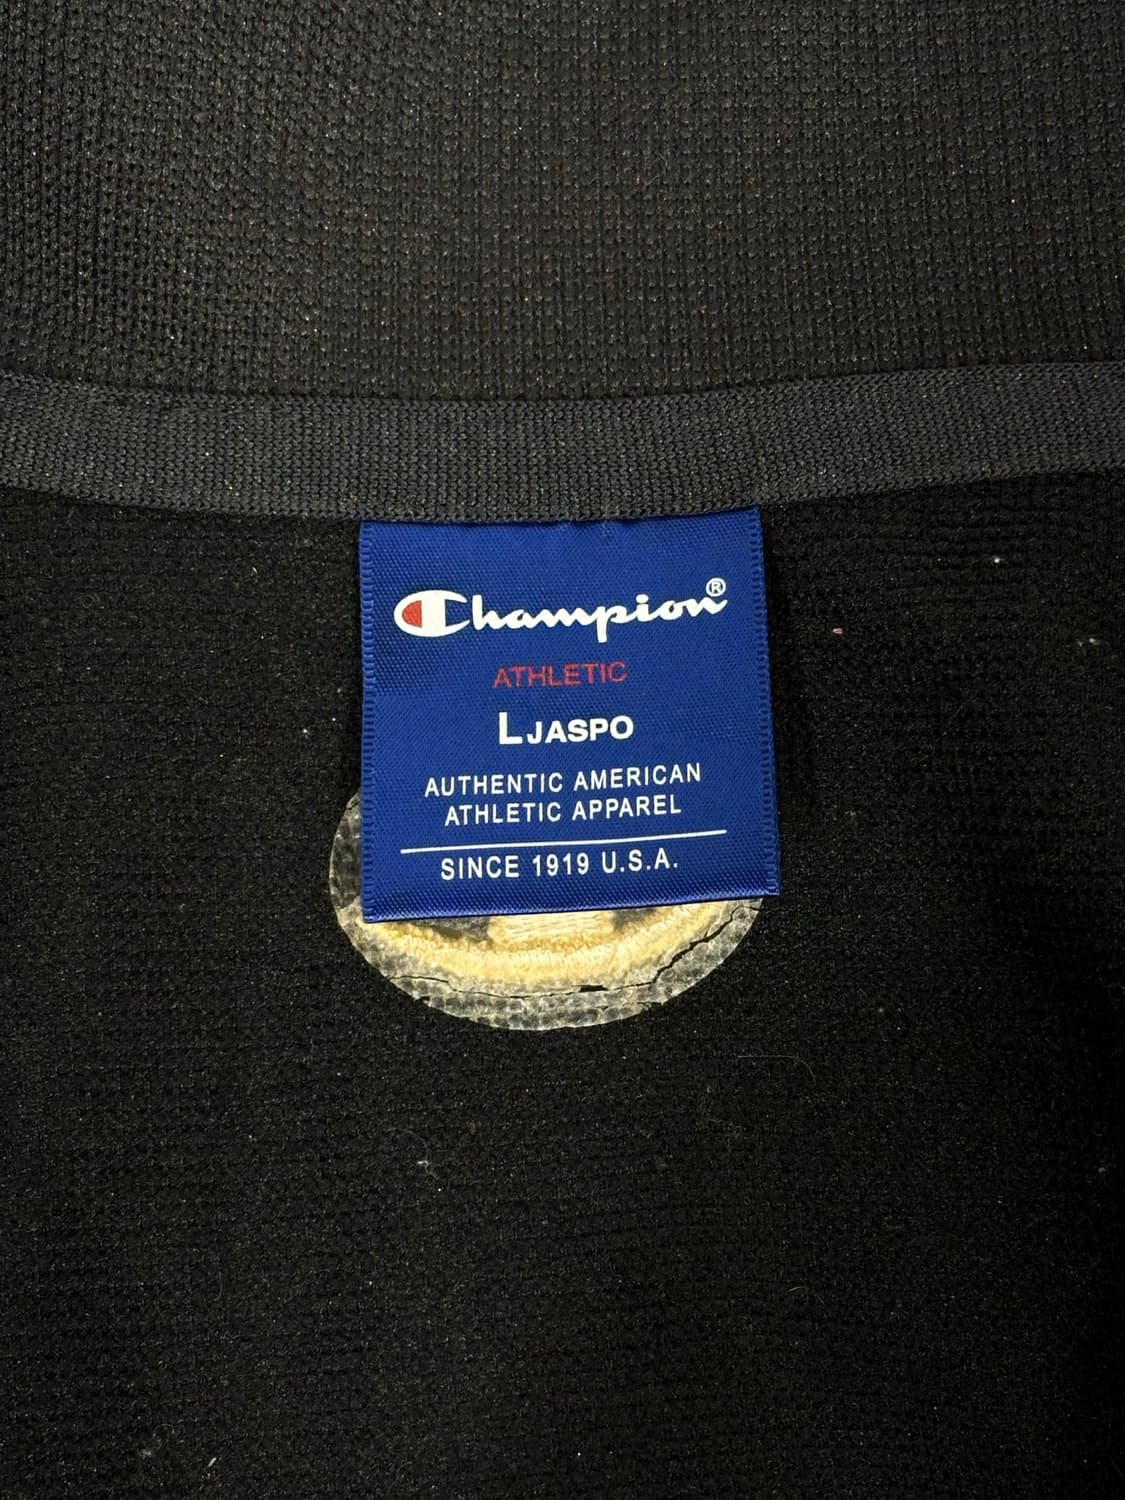 Champion®
ATHLETIC
L JASPO
AUTHENTIC AMERICAN
ATHLETIC APPAREL
SINCE 1919 U.S.A.